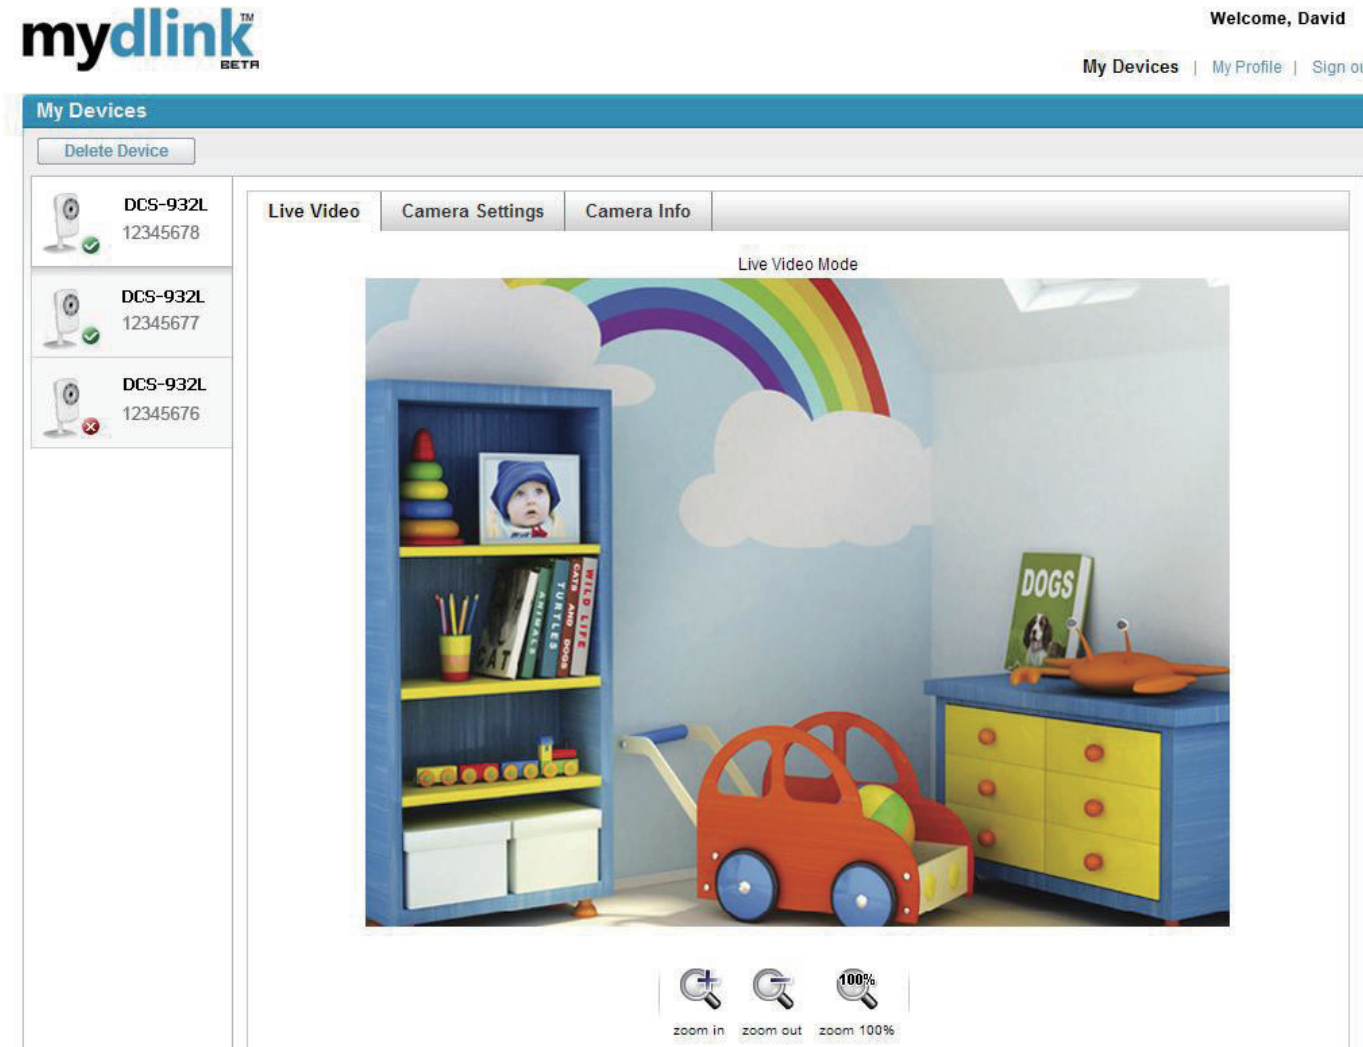 mydlink™
BETA
Welcome, David
My Devices | My Profile | Sign ou
My Devices
Delete Device
DCS-932L
12345678
DCS-932L
12345677
DCS-932L
12345676
Live Video
Camera Settings
Camera Info
Live Video Mode
CAT
ANIMALS
TURTLES
CATS AND DOGS
WILD LIFE
DOGS
100%
zoom in
zoom out
zoom 100%